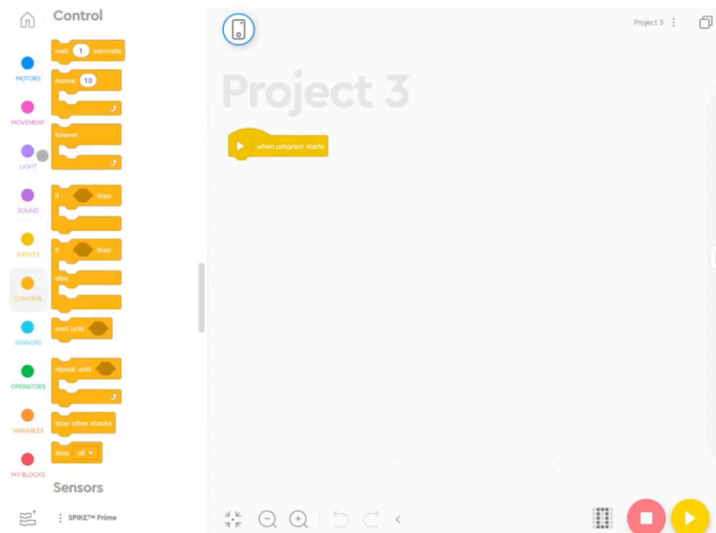 Control
Project 3
wait 1 seconds
MOTORS
repeat 10
Project 3
MOVEMENT
forever
when program starts
LIGHT
if then
SOUND
if then
EVENTS
else
CONTROL
wait until
SENSORS
repeat until
OPERATORS
stop other stacks
VARIABLES
stop all
MY BLOCKS
Sensors
SPIKE™ Prime